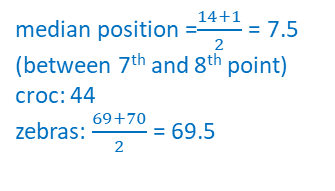 median position = 14+1/2 = 7.5
(between 7th and 8th point)
croc: 44
zebras: 69+70/2 = 69.5